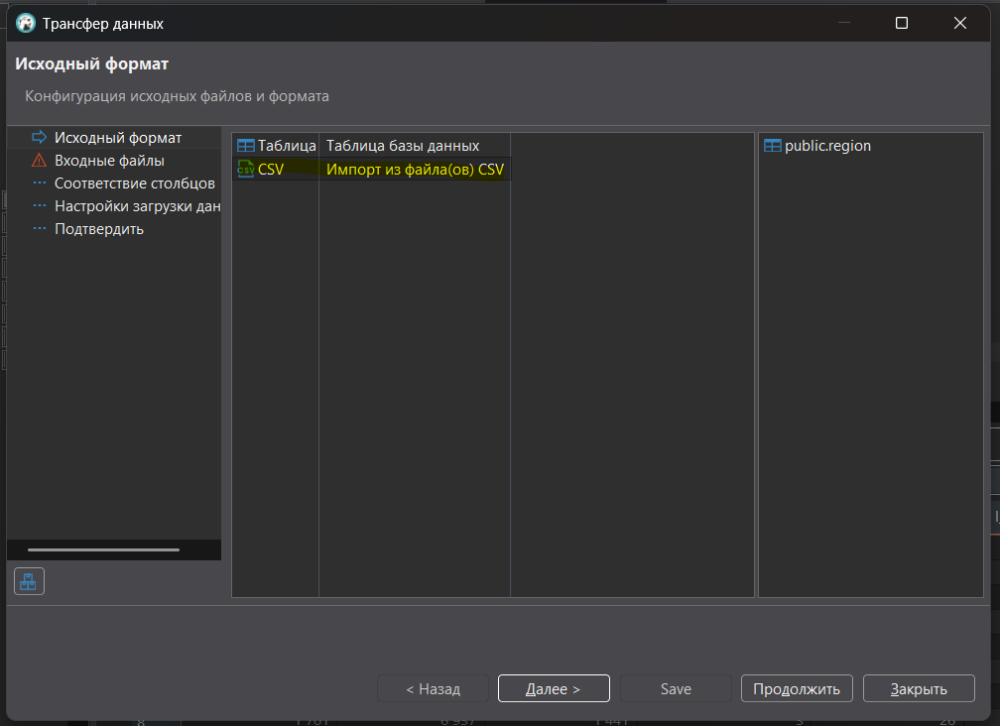 Трансфер данных
Исходный формат
Конфигурация исходных файлов и формата
Исходный формат
Входные файлы
Соответствие столбцов
Настройки загрузки дан
Подтвердить
Таблица Таблица базы данных
CSV CSV Импорт из файла(ов) CSV
public.region
< Назад Далее > Save Продолжить Закрыть